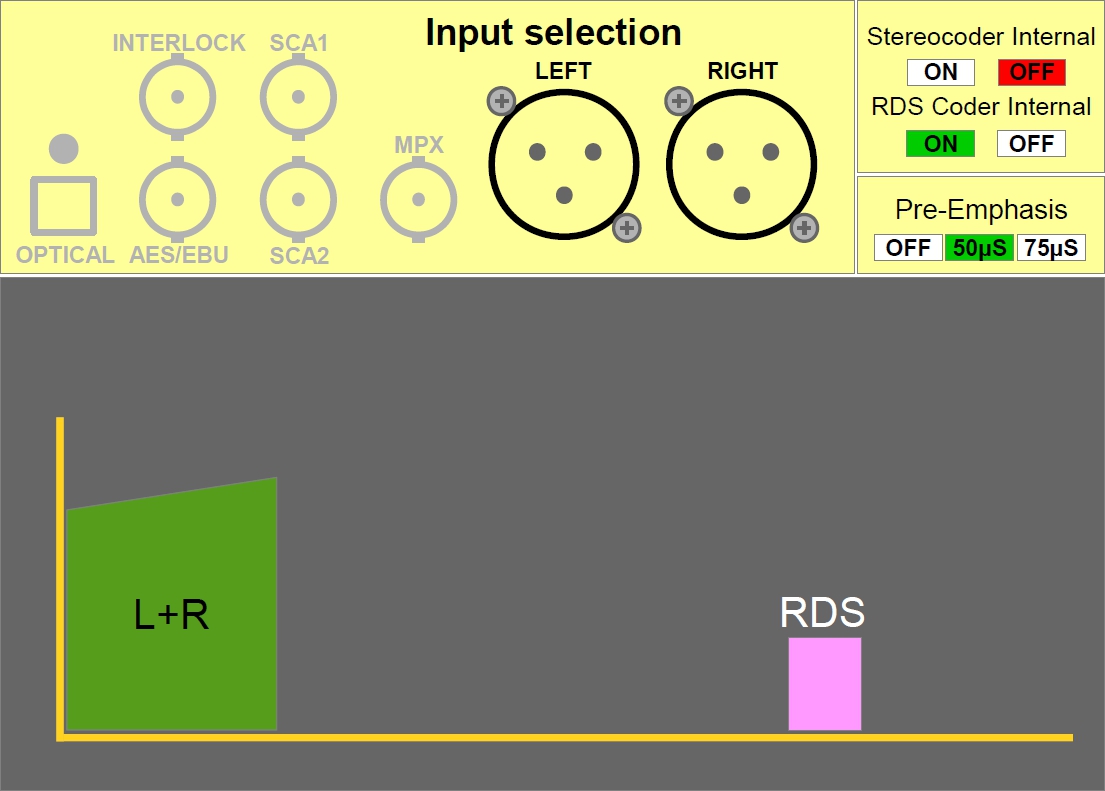 Input selection
INTERLOCK
SCA1
LEFT
RIGHT
MPX
OPTICAL
AES/EBU
SCA2
Stereocoder Internal
ON OFF
RDS Coder Internal
ON OFF
Pre-Emphasis
OFF 50µS 75µS
L+R
RDS